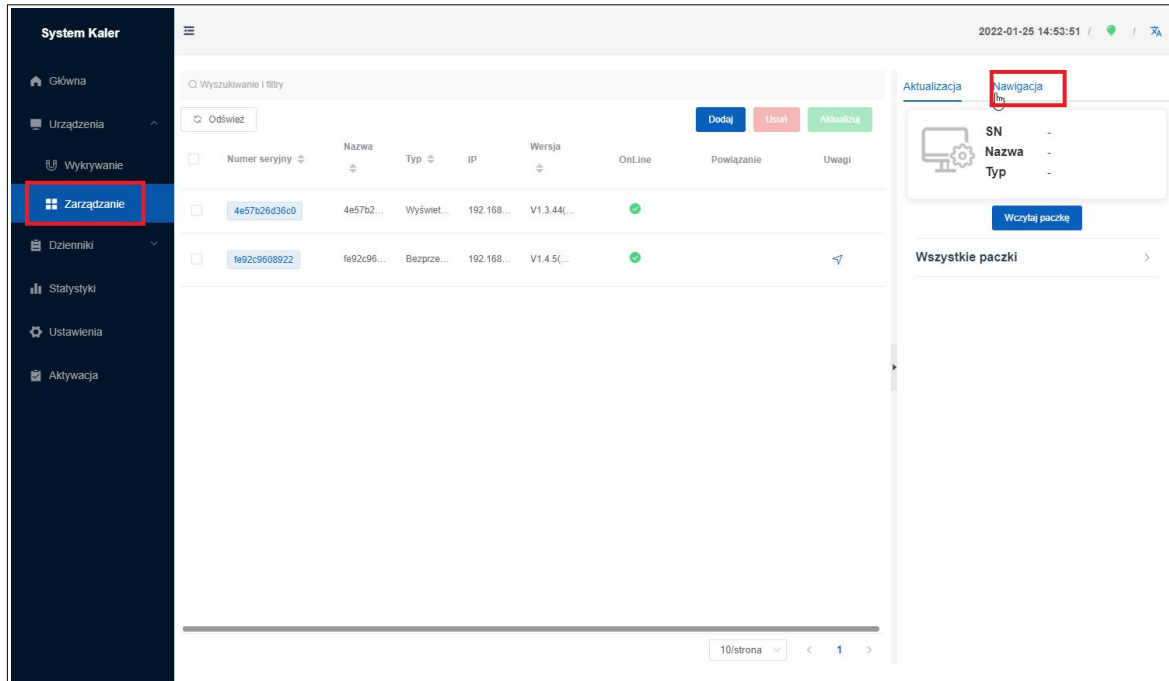 System Kaler
2022-01-25 14:53:51 / /
Główna
Urządzenia
Wykrywanie
Zarządzanie
Dzienniki
Statystyki
Ustawienia
Aktywacja
Wyszukiwanie i filtry
Odśwież
Dodaj
Usuń
Aktualizuj
Numer seryjny
Nazwa
Typ
IP
Wersja
OnLine
Powiązanie
Uwagi
4e57b26d36c0 4e57b2... Wyświet... 192.168... V1.3.44(...
fe92c9608922 fe92c96... Bezprze... 192.168... V1.4.5(...
10/strona < 1 >
Aktualizacja
Nawigacja
SN -
Nazwa -
Typ -
Wczytaj paczkę
Wszystkie paczki >